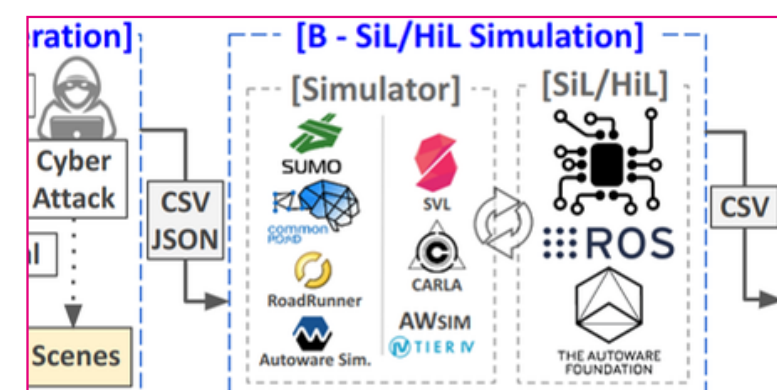 ration]
[B - SiL/HiL Simulation]
[Simulator]
[SiL/HiL]
Cyber
Attack
CSV
JSON
SUMO
common
ROAD
RoadRunner
Autoware Sim.
SVL
CARLA
AWSIM
TIER IV
ROS
THE AUTOWARE
FOUNDATION
CSV
l
Scenes